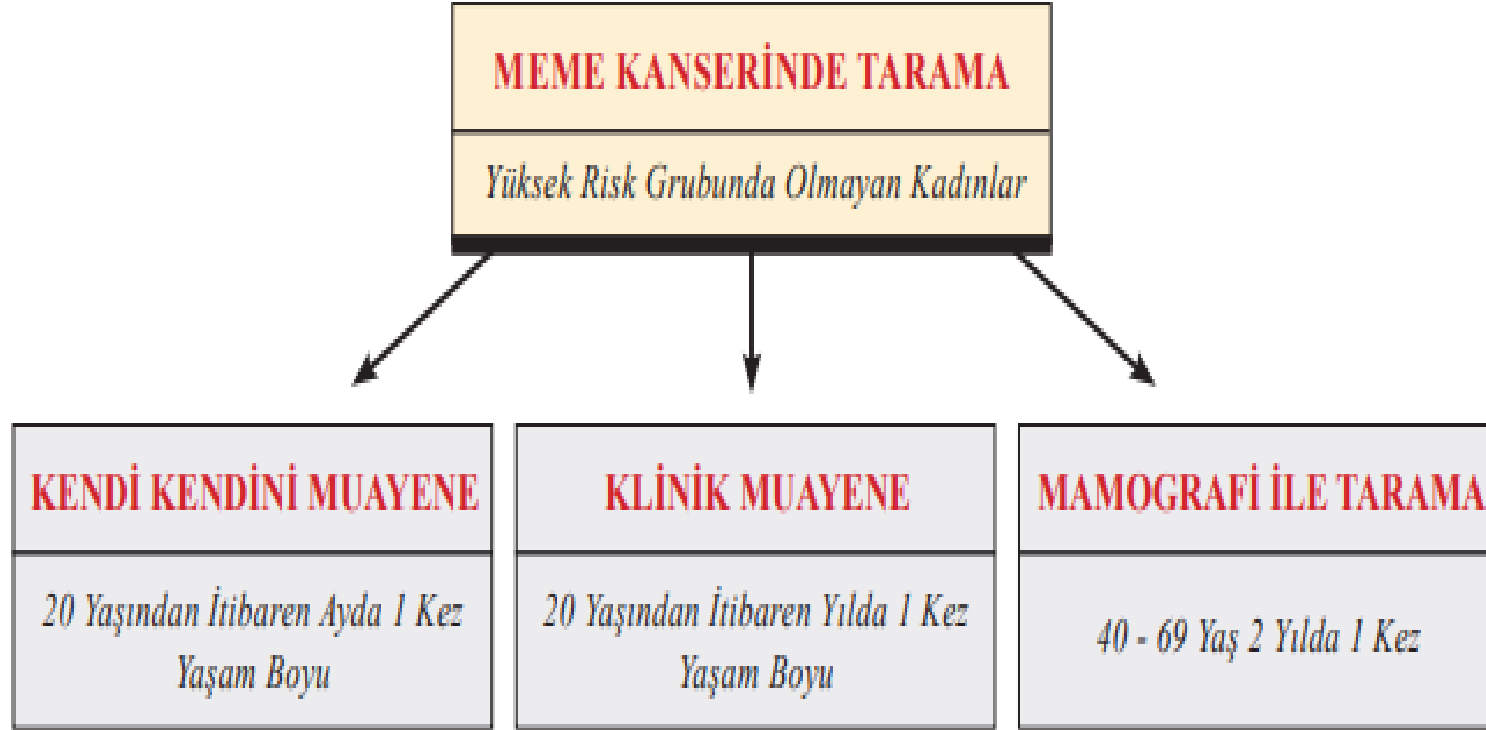 MEME KANSERİNDE TARAMA
Yüksek Risk Grubunda Olmayan Kadınlar
KENDİ KENDİNİ MUAYENE
20 Yaşından İtibaren Ayda 1 Kez
Yaşam Boyu
KLİNİK MUAYENE
20 Yaşından İtibaren Yılda 1 Kez
Yaşam Boyu
MAMOGRAFİ İLE TARAMA
40 - 69 Yaş 2 Yılda 1 Kez